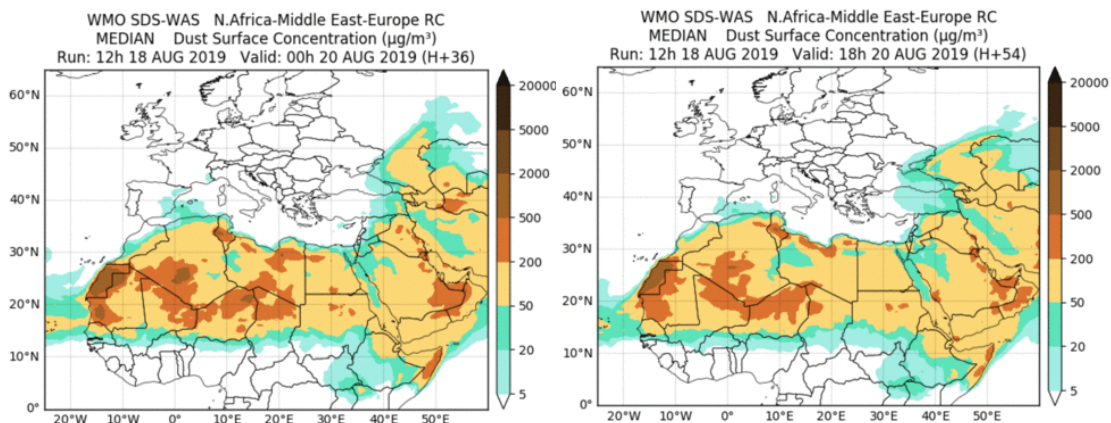 WMO SDS-WAS N.Africa-Middle East-Europe RC
MEDIAN Dust Surface Concentration (µg/m³)
Run: 12h 18 AUG 2019 Valid: 00h 20 AUG 2019 (H+36)
60°N
50°N
40°N
30°N
20°N
10°N
0°
20°W
10°W
0°
10°E
20°E
30°E
40°E
50°E
20000
5000
2000
500
200
50
20
5
WMO SDS-WAS N.Africa-Middle East-Europe RC
MEDIAN Dust Surface Concentration (µg/m³)
Run: 12h 18 AUG 2019 Valid: 18h 20 AUG 2019 (H+54)
60°N
50°N
40°N
30°N
20°N
10°N
0°
20°W
10°W
0°
10°E
20°E
30°E
40°E
50°E
20000
5000
2000
500
200
50
20
5